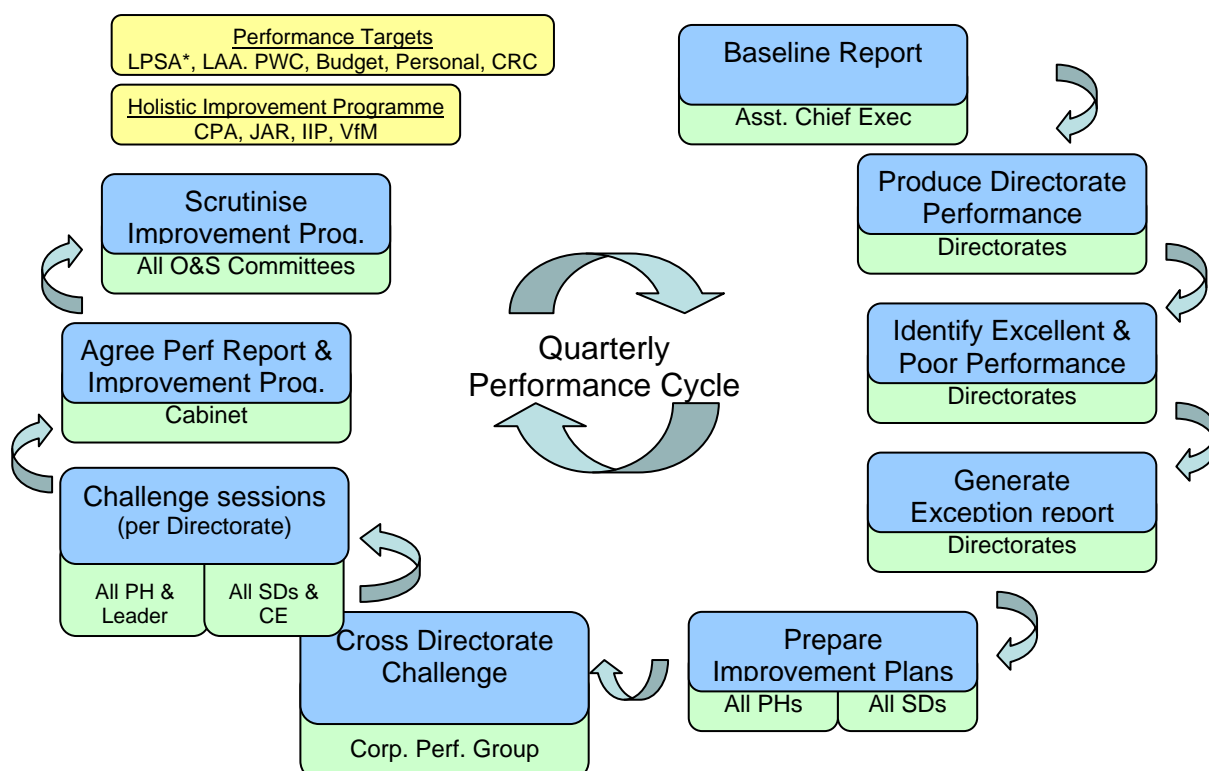 Performance Targets
LPSA*, LAA. PWC, Budget, Personal, CRC
Holistic Improvement Programme
CPA, JAR, IIP, VfM
Baseline Report
Asst. Chief Exec
Produce Directorate
Performance
Directorates
Identify Excellent &
Poor Performance
Directorates
Generate
Exception report
Directorates
Prepare
Improvement Plans
All PHs
All SDs
Cross Directorate
Challenge
Corp. Perf. Group
Challenge sessions
(per Directorate)
All PH &
Leader
All SDs &
CE
Agree Perf Report &
Improvement Prog.
Cabinet
Scrutinise
Improvement Prog.
All O&S Committees
Quarterly
Performance Cycle